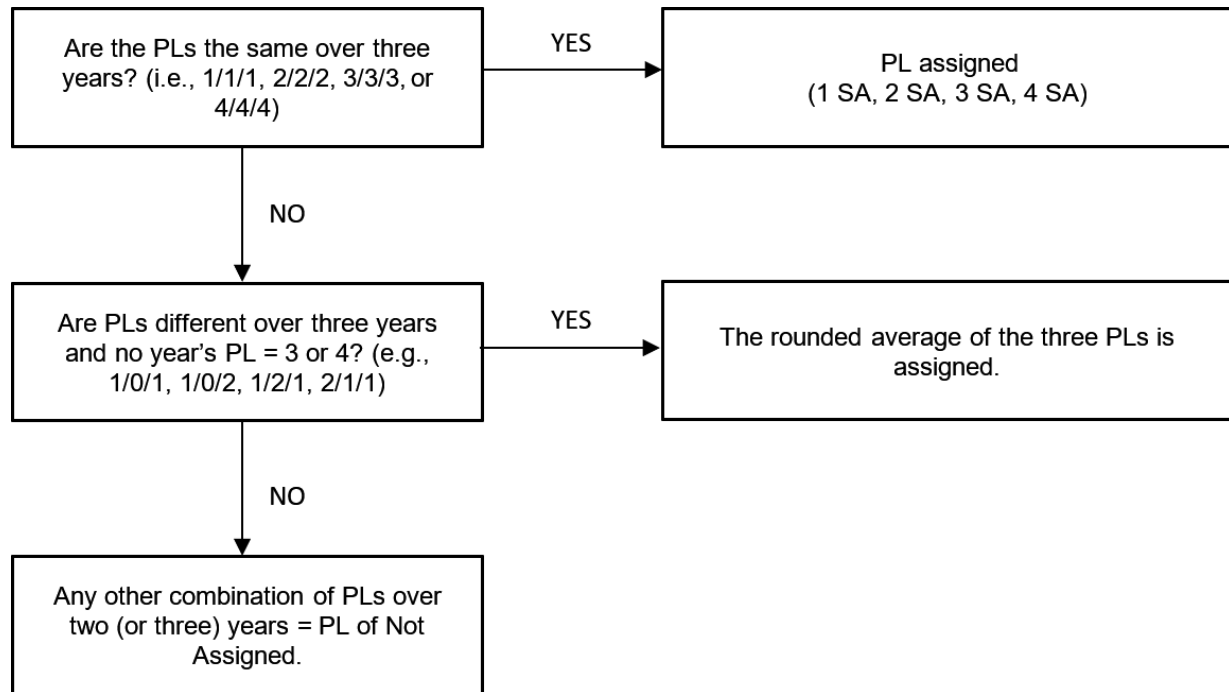 Are the PLs the same over three
years? (i.e., 1/1/1, 2/2/2, 3/3/3, or
4/4/4)
YES
PL assigned
(1 SA, 2 SA, 3 SA, 4 SA)
NO
Are PLs different over three years
and no year’s PL = 3 or 4? (e.g.,
1/0/1, 1/0/2, 1/2/1, 2/1/1)
YES
The rounded average of the three PLs is
assigned.
NO
Any other combination of PLs over
two (or three) years = PL of Not
Assigned.